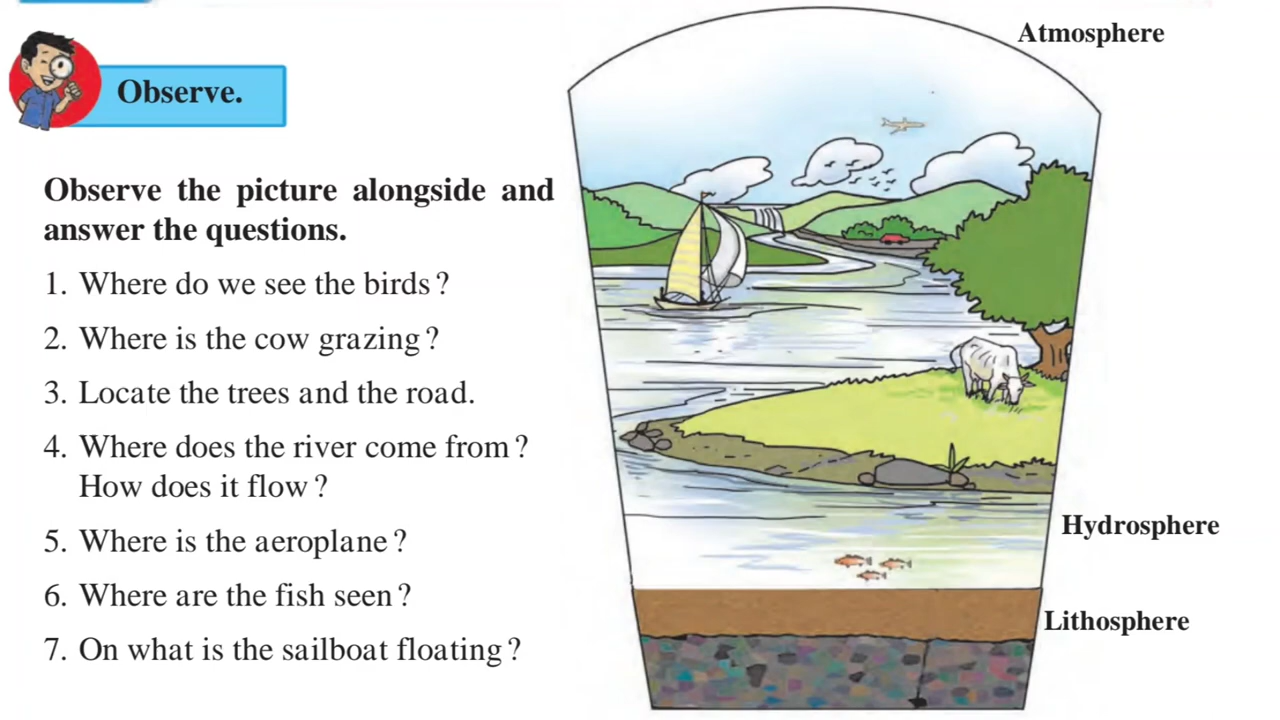 Observe.
Observe the picture alongside and
answer the questions.
1. Where do we see the birds?
2. Where is the cow grazing?
3. Locate the trees and the road.
4. Where does the river come from?
How does it flow?
5. Where is the aeroplane?
6. Where are the fish seen?
7. On what is the sailboat floating?
Atmosphere
Hydrosphere
Lithosphere